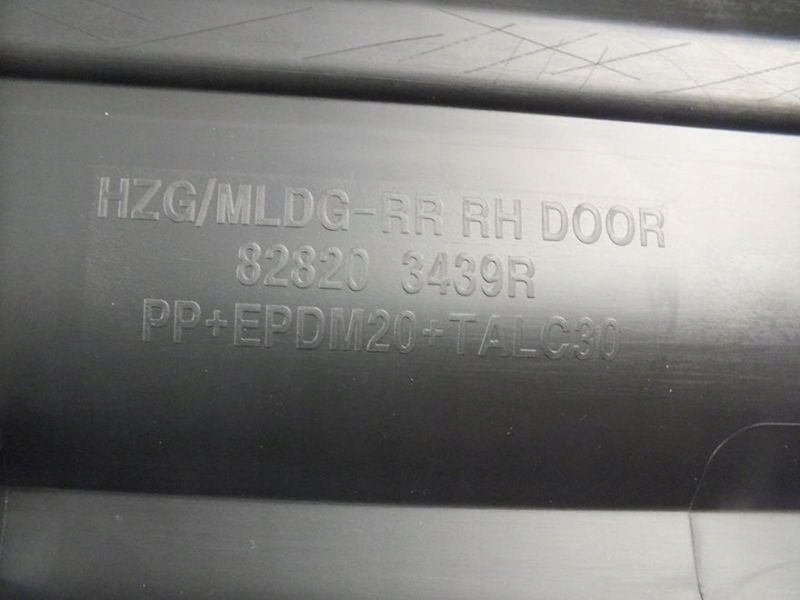 HZG/MLDG-RR RH DOOR
82820 3439R
PP+EPDM20+TALC30